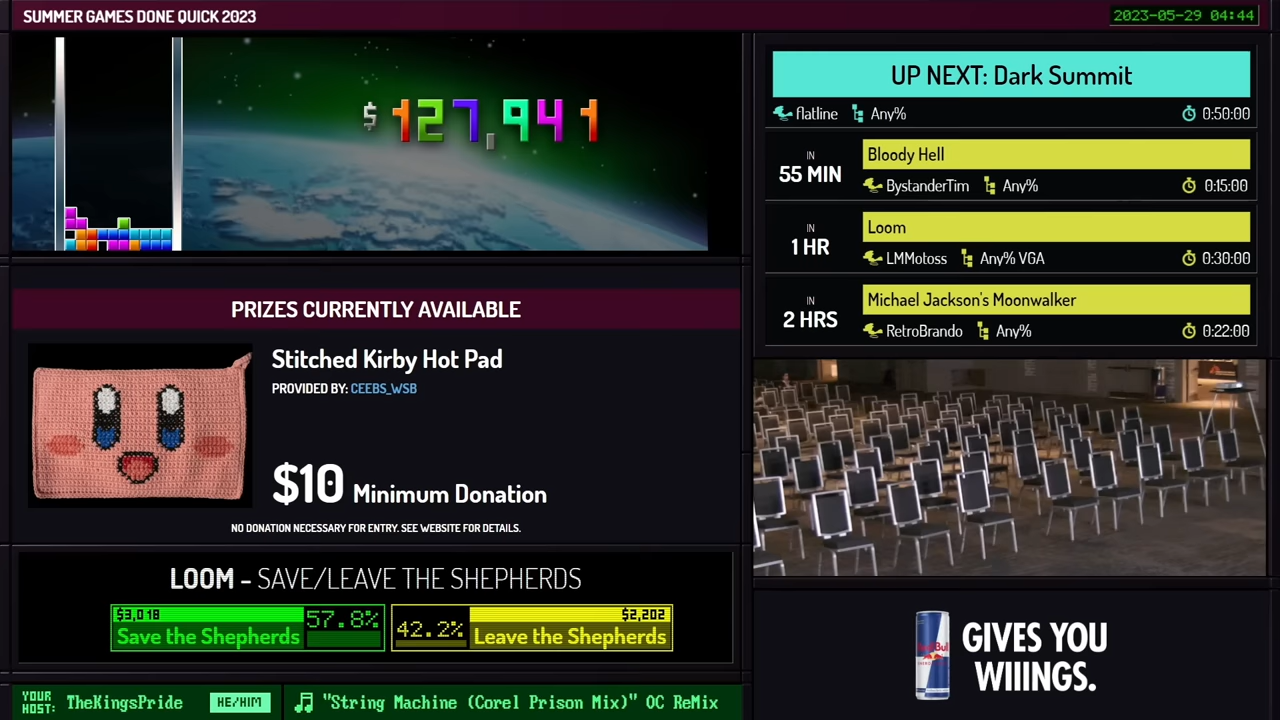 SUMMER GAMES DONE QUICK 2023
2023-05-29 04:44
$127,941
UP NEXT: Dark Summit
flatline Any% 0:50:00
IN
55 MIN
Bloody Hell
BystanderTim Any% 0:15:00
IN
1 HR
Loom
LMMotoss Any% VGA 0:30:00
IN
2 HRS
Michael Jackson's Moonwalker
RetroBrando Any% 0:22:00
PRIZES CURRENTLY AVAILABLE
Stitched Kirby Hot Pad
PROVIDED BY: CEEBS_WSB
$10 Minimum Donation
NO DONATION NECESSARY FOR ENTRY. SEE WEBSITE FOR DETAILS.
LOOM - SAVE/LEAVE THE SHEPHERDS
$3,018
Save the Shepherds
57.8%
42.2%
$2,202
Leave the Shepherds
Red Bull
GIVES YOU
WIIINGS.
YOUR
HOST:
TheKingsPride
HE/HIM
"String Machine (Corel Prison Mix)" OC ReMix